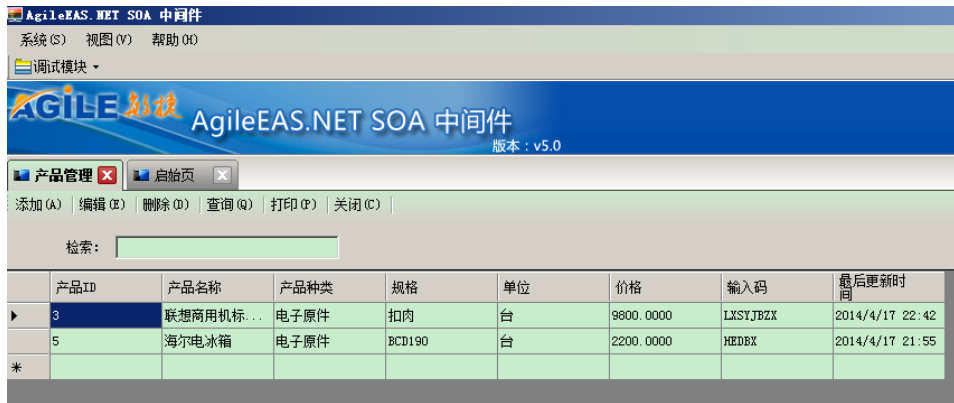 AgileEAS.NET SOA 中间件
系统(S) 视图(V) 帮助(H)
调试模块
AGiLE 敏捷 AgileEAS.NET SOA 中间件
版本：v5.0
产品管理 启始页
添加(A) 编辑(E) 删除(D) 查询(Q) 打印(P) 关闭(C)
检索：
产品ID 产品名称 产品种类 规格 单位 价格 输入码 最后更新时间
3 联想商用机标... 电子原件 扣肉 台 9800.0000 LXSYJBZX 2014/4/17 22:42
5 海尔电冰箱 电子原件 BCD190 台 2200.0000 HEDBX 2014/4/17 21:55